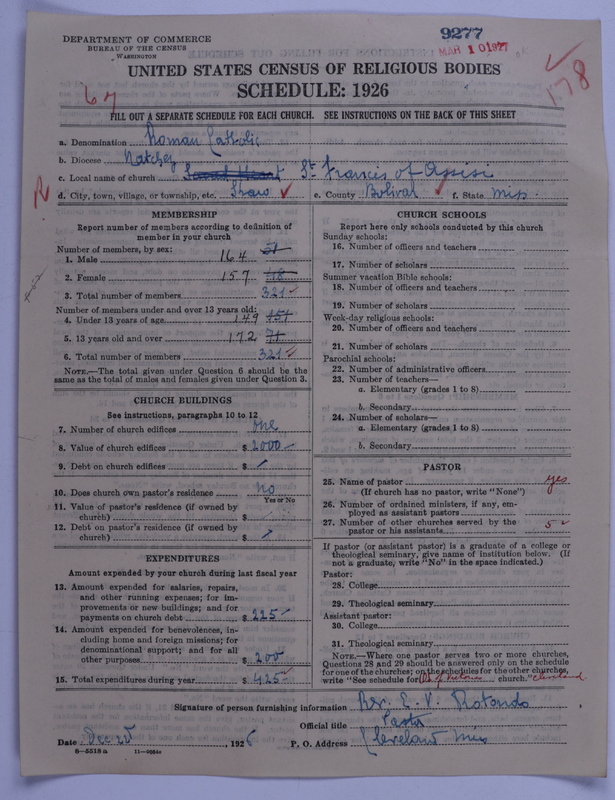 9277
MAR 10 1927
DEPARTMENT OF COMMERCE
BUREAU OF THE CENSUS
WASHINGTON
UNITED STATES CENSUS OF RELIGIOUS BODIES
SCHEDULE: 1926
67
178
FILL OUT A SEPARATE SCHEDULE FOR EACH CHURCH. SEE INSTRUCTIONS ON THE BACK OF THIS SHEET
a. Denomination Roman Catholic
b. Diocese Natchez
c. Local name of church St Francis of Assisi
R
d. City, town, village, or township, etc. Shaw e. County Bolivar f. State Miss.
MEMBERSHIP
Report number of members according to definition of
member in your church
Number of members, by sex:
1. Male 164
2. Female 157
3. Total number of members 321
Number of members under and over 13 years old:
4. Under 13 years of age 149 151
5. 13 years old and over 172 71
6. Total number of members 321
NOTE.—The total given under Question 6 should be
same as the total of males and females given under Question 3.
CHURCH BUILDINGS
See instructions, paragraphs 10 to 12
7. Number of church edifices one
8. Value of church edifices $ 2000
9. Debt on church edifices $
10. Does church own pastor's residence No
Yes or No
11. Value of pastor's residence (if owned by
church) $
12. Debt on pastor's residence (if owned by
church) $
EXPENDITURES
Amount expended by your church during last fiscal year
13. Amount expended for salaries, repairs,
and other running expenses; for im-
provements or new buildings; and for
payments on church debt $ 225
14. Amount expended for benevolences, in-
cluding home and foreign missions; for
denominational support; and for all
other purposes $ 200
15. Total expenditures during year $ 425
CHURCH SCHOOLS
Report here only schools conducted by this church
Sunday schools:
16. Number of officers and teachers
17. Number of scholars
Summer vacation Bible schools:
18. Number of officers and teachers
19. Number of scholars
Week-day religious schools:
20. Number of officers and teachers
21. Number of scholars
Parochial schools:
22. Number of administrative officers
23. Number of teachers—
a. Elementary (grades 1 to 8)
b. Secondary
24. Number of scholars—
a. Elementary (grades 1 to 8)
b. Secondary
PASTOR
25. Name of pastor yes
(If church has no pastor, write "None")
26. Number of ordained ministers, if any, em-
ployed as assistant pastors
27. Number of other churches served by the
pastor or his assistants 5
If pastor (or assistant pastor) is a graduate of a college or
theological seminary, give name of institution below. (If
not a graduate, write "No" in the space indicated.)
Pastor:
28. College
29. Theological seminary
Assistant pastor:
30. College
31. Theological seminary
NOTE.—Where one pastor serves two or more churches,
Questions 28 and 29 should be answered only on the schedule
for one of the churches; on the schedules for the other churches,
write "See schedule for of Victories church." Cleveland
Signature of person furnishing information Rev. E. V. Rotondo
Official title Pastor
Date Dec 25, 1926 P. O. Address Cleveland Miss
8—5518 a 11—4664a